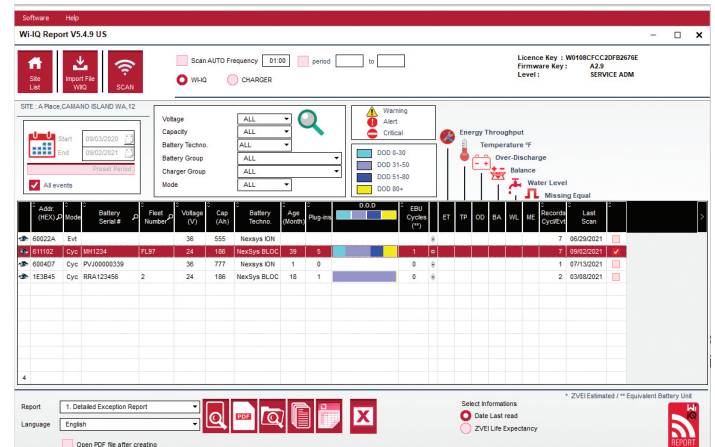 Software Help
Wi-IQ Report V5.4.9 US
Site List
Import File WIIQ
SCAN
Scan AUTO Frequency 01:00 period to
WI-IQ CHARGER
Licence Key : W0108CFCC2DFB2676E
Firmware Key : A2.9
Level : SERVICE ADM
SITE : A Place,CAMANO ISLAND WA,12
Start 09/03/2020
End 09/02/2021
Preset Period
All events
Voltage ALL
Capacity ALL
Battery Techno. ALL
Battery Group ALL
Charger Group ALL
Mode ALL
Warning
Alert
Critical
DOD 0-30
DOD 31-50
DOD 51-80
DOD 80+
Energy Throughput
Temperature °F
Over-Discharge
Balance
Water Level
Missing Equal
Addr. (HEX) Mode Battery Serial # Fleet Number Voltage (V) Cap (Ah) Battery Techno. Age (Month) Plug-ins D.O.D EBU Cycles (**) ET TP OD BA WL ME Records Cycl/Evt Last Scan
60022A Evt 36 555 Nexsys ION 7 06/29/2021
611102 Cyc MH1234 FL97 24 186 NexSys BLOC 39 5 1 7 09/02/2021
6004D7 Cyc PVJ00000339 36 777 Nexsys ION 1 0 0 1 07/13/2021
1E3B45 Cyc RRA123456 2 24 186 NexSys BLOC 18 1 0 2 03/08/2021
4
* ZVEI Estimated / ** Equivalent Battery Unit
Report 1. Detailed Exception Report
Language English
Open PDF file after creating
PDF
Select Informations
Date Last read
ZVEI Life Expectancy
Wi iQ
REPORT